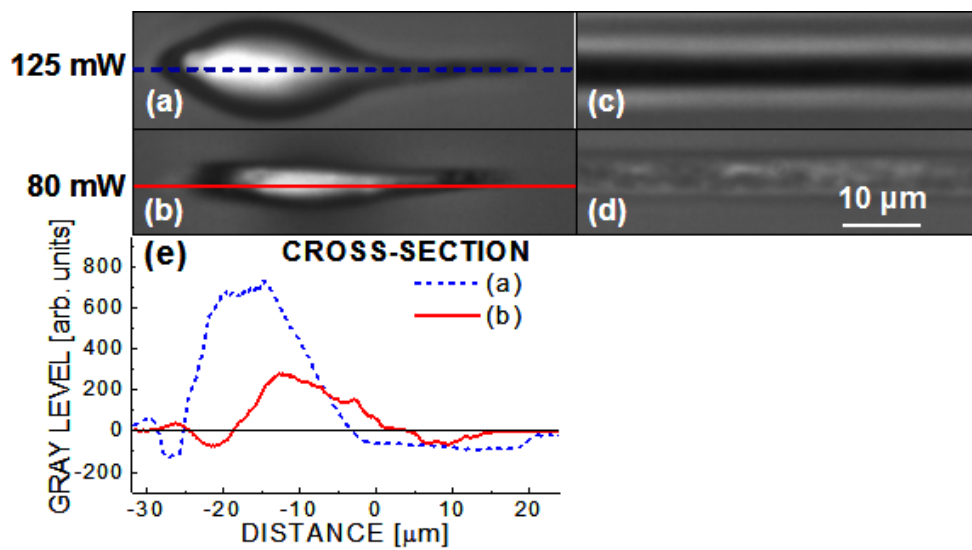 125 mW
(a)
(c)
80 mW
(b)
(d)
10 µm
(e)
CROSS-SECTION
(a)
(b)
GRAY LEVEL [arb. units]
800
600
400
200
0
-200
-30
-20
-10
0
10
20
DISTANCE [µm]